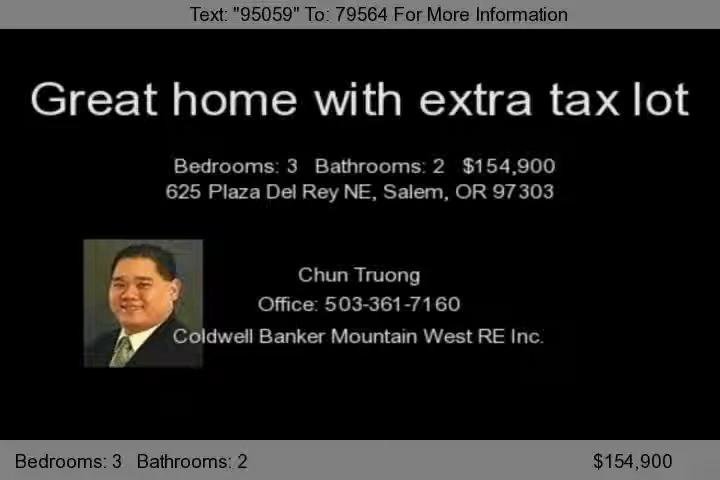 Text: "95059" To: 79564 For More Information
Great home with extra tax lot
Bedrooms: 3 Bathrooms: 2 $154,900
625 Plaza Del Rey NE, Salem, OR 97303
Chun Truong
Office: 503-361-7160
Coldwell Banker Mountain West RE Inc.
Bedrooms: 3 Bathrooms: 2 $154,900